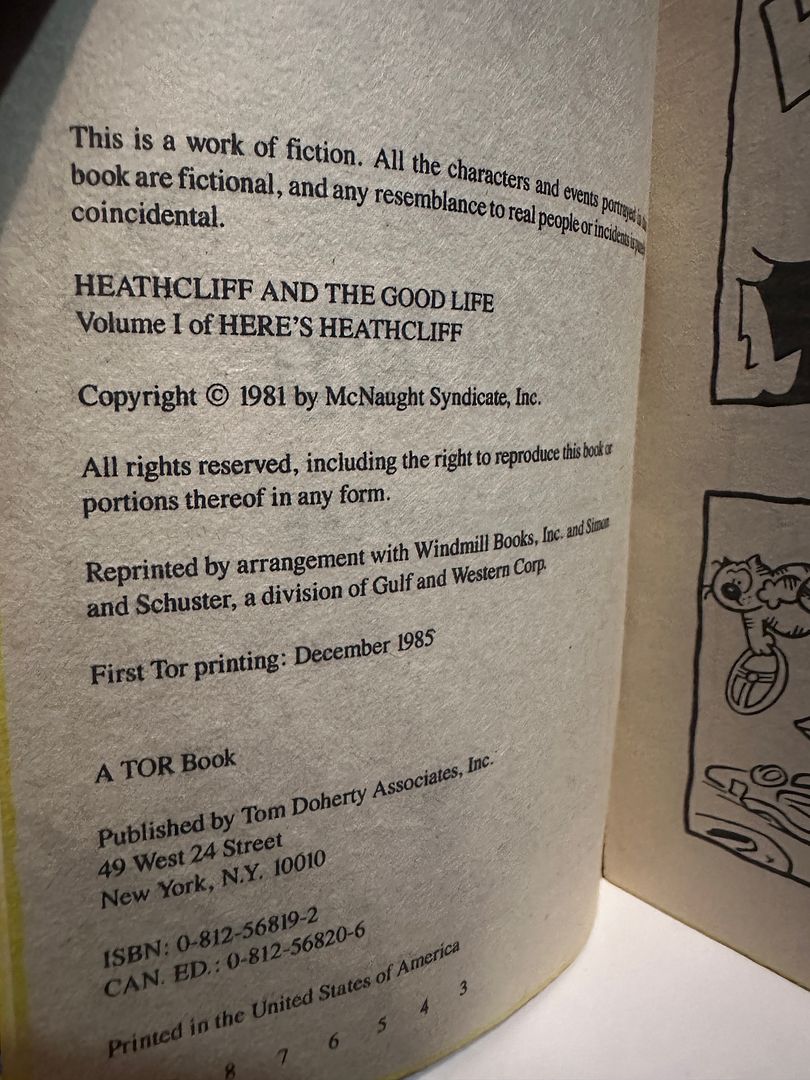 This is a work of fiction. All the characters and events portrayed in
book are fictional, and any resemblance to real people or incidents is
coincidental.
HEATHCLIFF AND THE GOOD LIFE
Volume I of HERE'S HEATHCLIFF
Copyright © 1981 by McNaught Syndicate, Inc.
All rights reserved, including the right to reproduce this book or
portions thereof in any form.
Reprinted by arrangement with Windmill Books, Inc. and Simon
and Schuster, a division of Gulf and Western Corp.
First Tor printing: December 1985
A TOR Book
Published by Tom Doherty Associates, Inc.
49 West 24 Street
New York, N.Y. 10010
ISBN: 0-812-56819-2
CAN. ED.: 0-812-56820-6
Printed in the United States of America
8 7 6 5 4 3